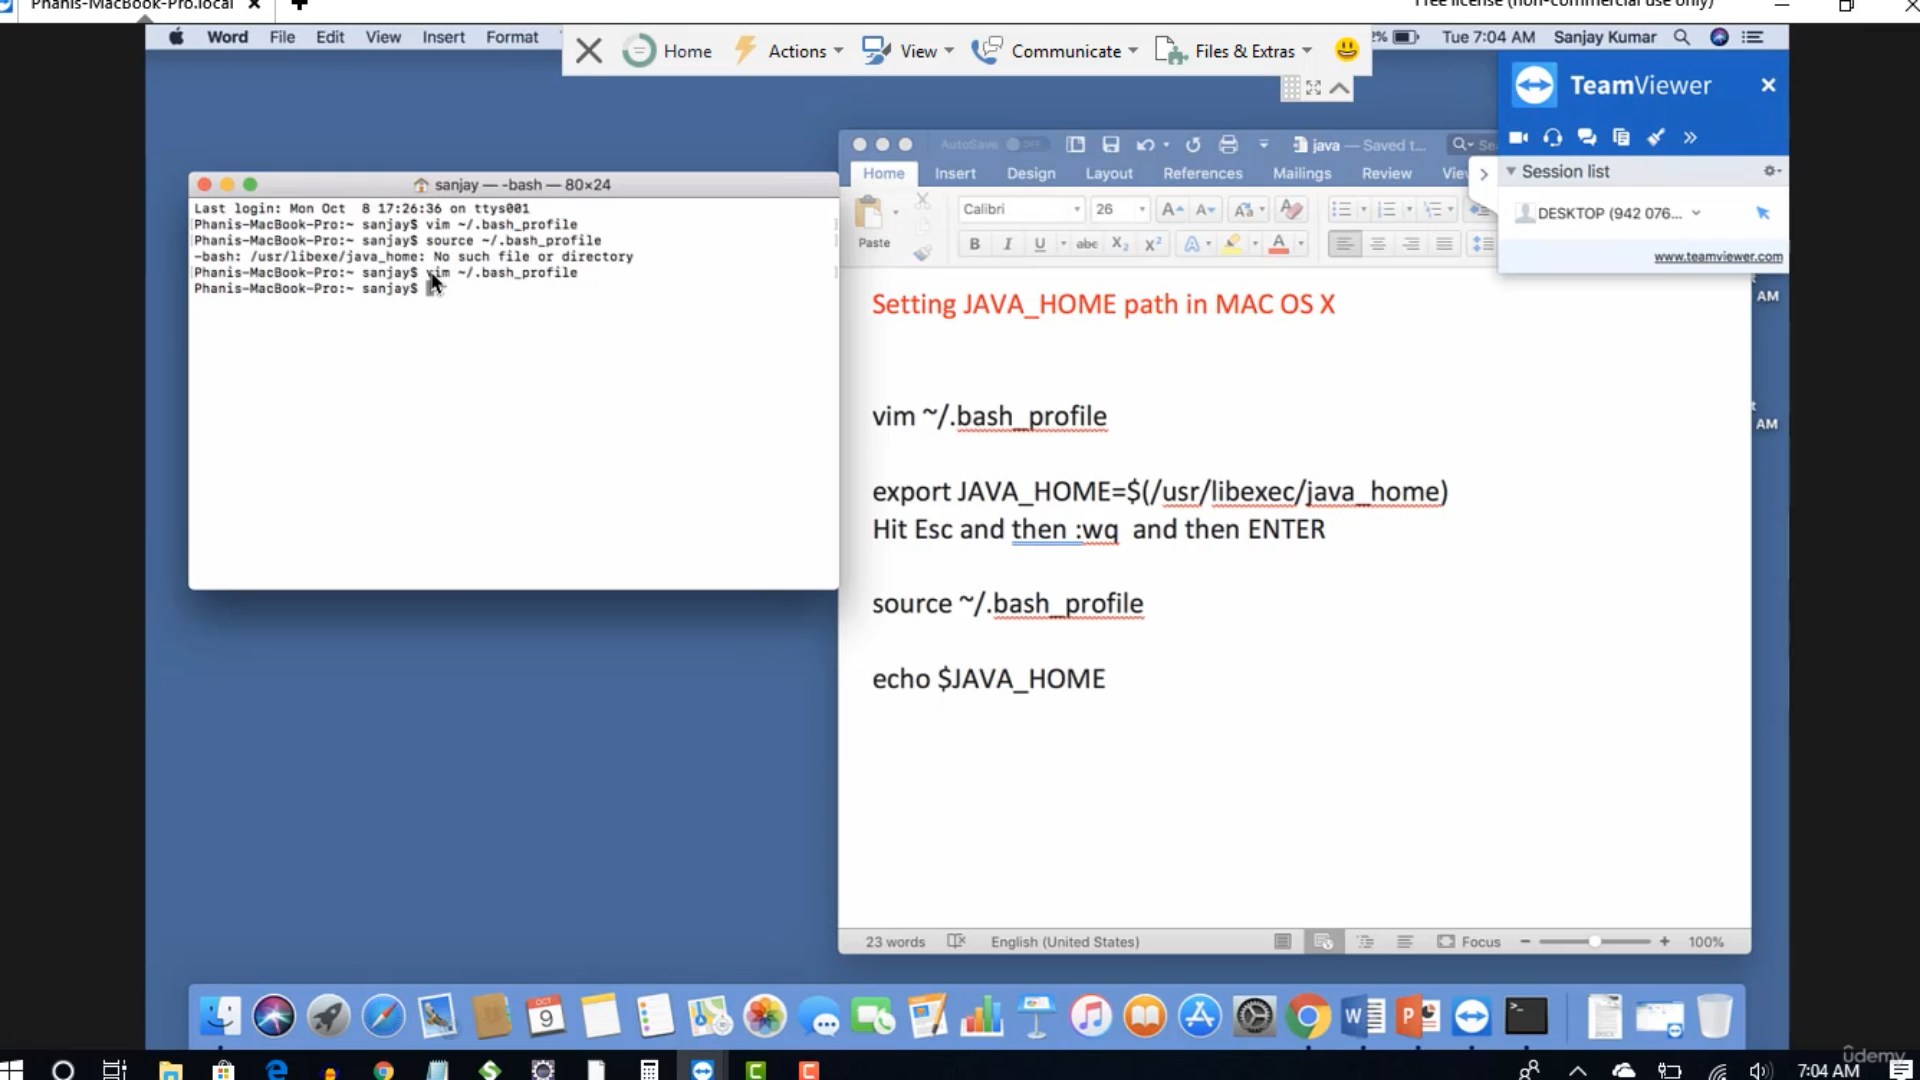 Phanis-MacBook-Pro.local
Free license (non-commercial use only)
Word File Edit View Insert Format
Home Actions View Communicate Files & Extras
2% Tue 7:04 AM Sanjay Kumar
TeamViewer
Session list
DESKTOP (942 076...
www.teamviewer.com
sanjay — -bash — 80×24
Last login: Mon Oct 8 17:26:36 on ttys001
Phanis-MacBook-Pro:~ sanjay$ vim ~/.bash_profile
Phanis-MacBook-Pro:~ sanjay$ source ~/.bash_profile
-bash: /usr/libexe/java_home: No such file or directory
Phanis-MacBook-Pro:~ sanjay$ vim ~/.bash_profile
Phanis-MacBook-Pro:~ sanjay$
AutoSave OFF java — Saved t...
Home Insert Design Layout References Mailings Review
Paste
Calibri 26
B I U abc X2 X2 A A
AM
AM
Setting JAVA_HOME path in MAC OS X
vim ~/.bash_profile
export JAVA_HOME=$(/usr/libexec/java_home)
Hit Esc and then :wq and then ENTER
source ~/.bash_profile
echo $JAVA_HOME
23 words English (United States) Focus 100%
OCT
9
udemy
7:04 AM